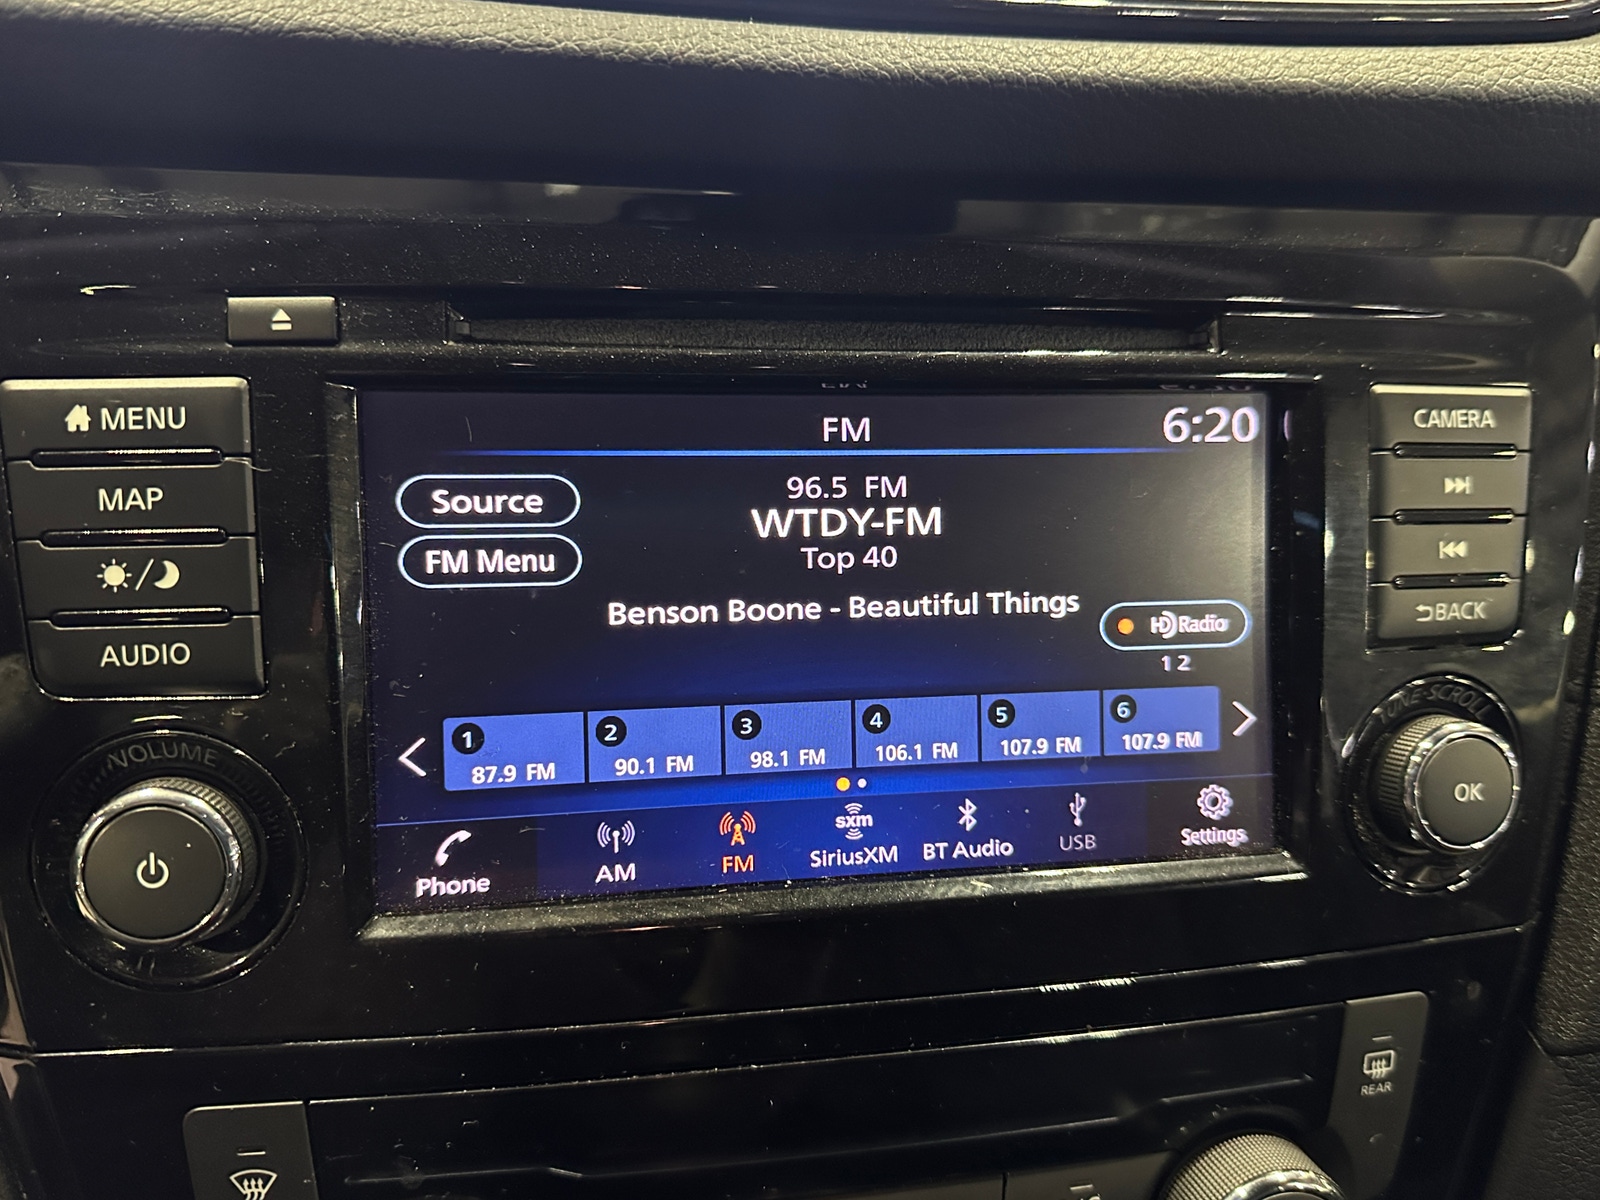 MENU
MAP
AUDIO
VOLUME
FM
6:20
Source
FM Menu
96.5 FM
WTDY-FM
Top 40
Benson Boone - Beautiful Things
HD Radio
1 2
1
87.9 FM
2
90.1 FM
3
98.1 FM
4
106.1 FM
5
107.9 FM
6
107.9 FM
Phone
AM
FM
sxm
SiriusXM
BT Audio
USB
Settings
CAMERA
BACK
TUNE·SCROLL
OK
REAR